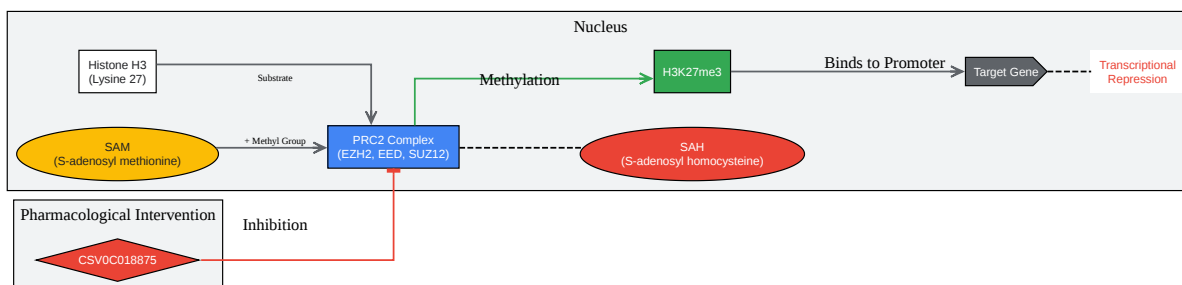 Nucleus
Histone H3
(Lysine 27)
Substrate
Methylation
H3K27me3
Binds to Promoter
Target Gene
Transcriptional
Repression
SAM
(S-adenosyl methionine)
+ Methyl Group
PRC2 Complex
(EZH2, EED, SUZ12)
SAH
(S-adenosyl homocysteine)
Pharmacological Intervention
Inhibition
CSV0C018875